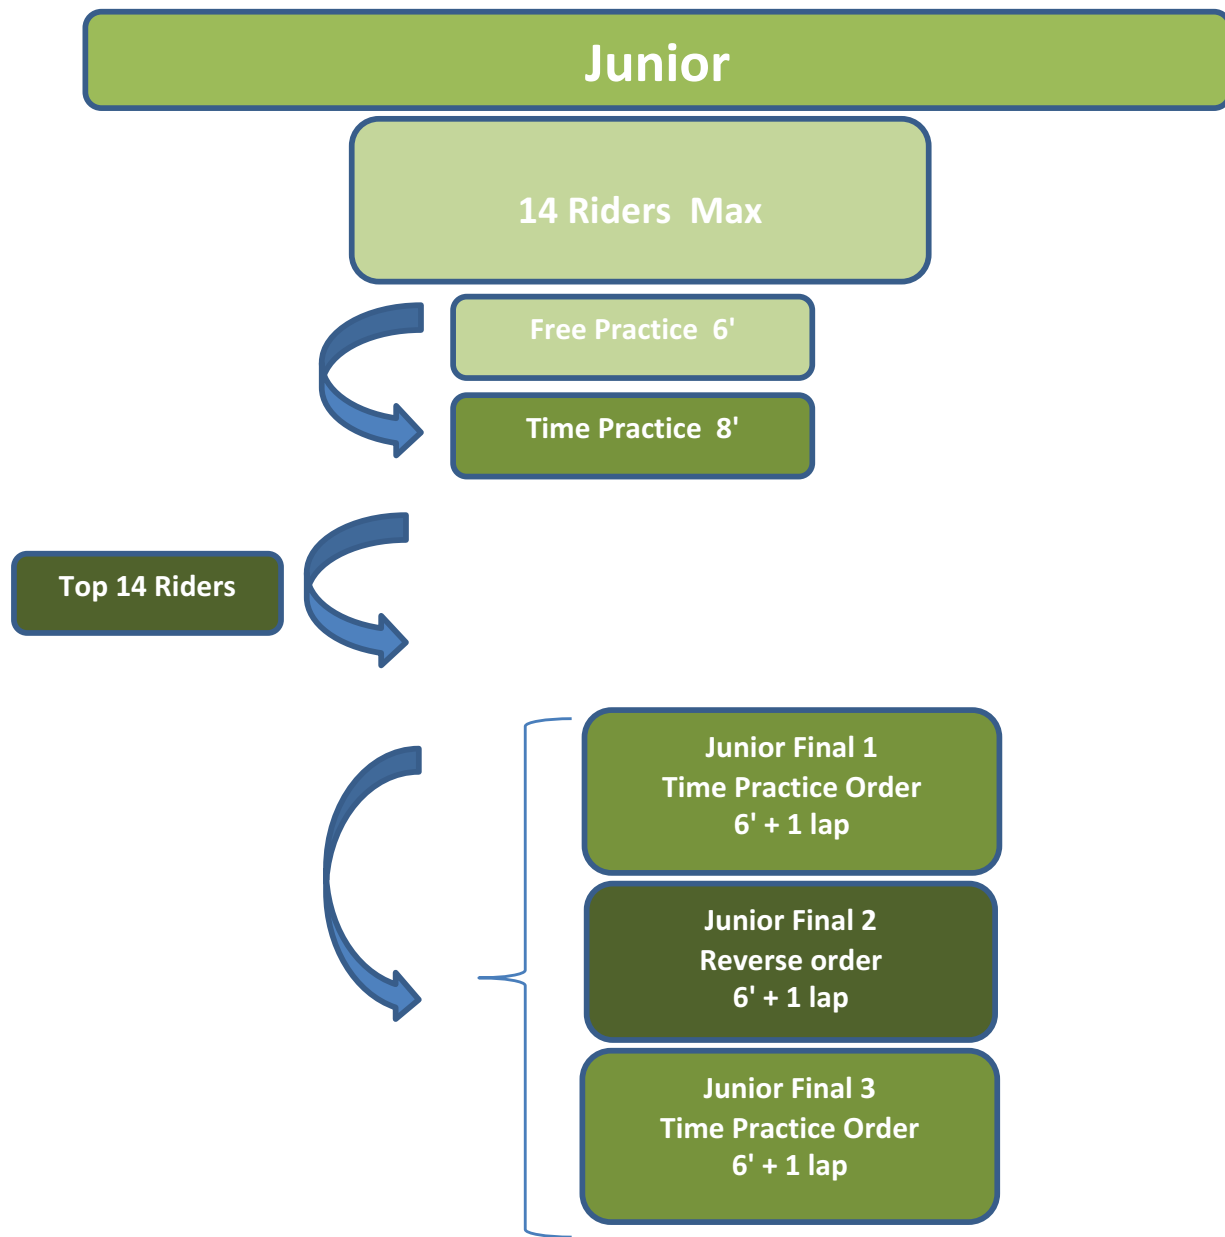 Junior
14 Riders  Max
Free Practice  6'
Time Practice  8'
Top 14 Riders
Junior Final 1
Time Practice Order
6' + 1 lap
Junior Final 2
Reverse order
6' + 1 lap
Junior Final 3
Time Practice Order
6' + 1 lap